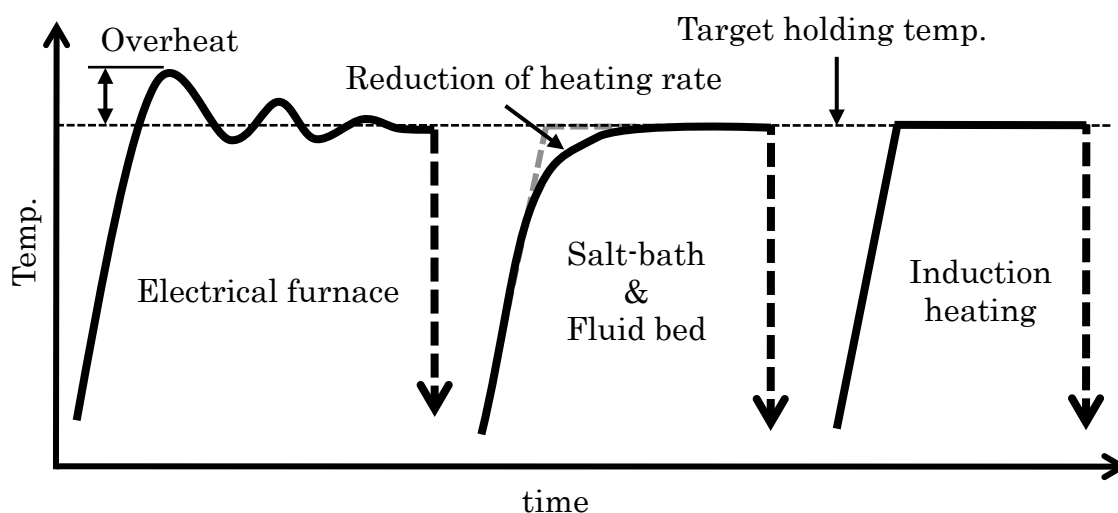 Overheat
Target holding temp.
Reduction of heating rate
Temp.
Electrical furnace
Salt-bath
&
Fluid bed
Induction
heating
time